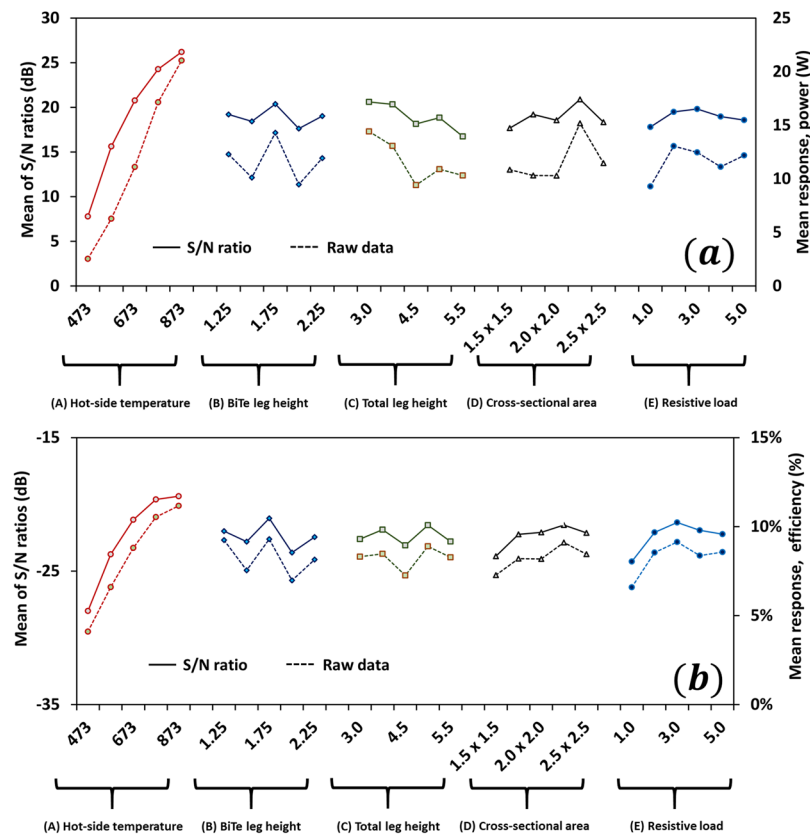 30
25
20
15
10
5
0
Mean of S/N ratios (dB)
25
20
15
10
5
0
Mean response, power (W)
S/N ratio
Raw data
(a)
473 673 873 1.25 1.75 2.25 3.0 4.5 5.5 1.5 x 1.5 2.0 x 2.0 2.5 x 2.5 1.0 3.0 5.0
(A) Hot-side temperature (B) BiTe leg height (C) Total leg height (D) Cross-sectional area (E) Resistive load
-15
-25
-35
Mean of S/N ratios (dB)
15%
10%
5%
0%
Mean response, efficiency (%)
S/N ratio
Raw data
(b)
473 673 873 1.25 1.75 2.25 3.0 4.5 5.5 1.5 x 1.5 2.0 x 2.0 2.5 x 2.5 1.0 3.0 5.0
(A) Hot-side temperature (B) BiTe leg height (C) Total leg height (D) Cross-sectional area (E) Resistive load